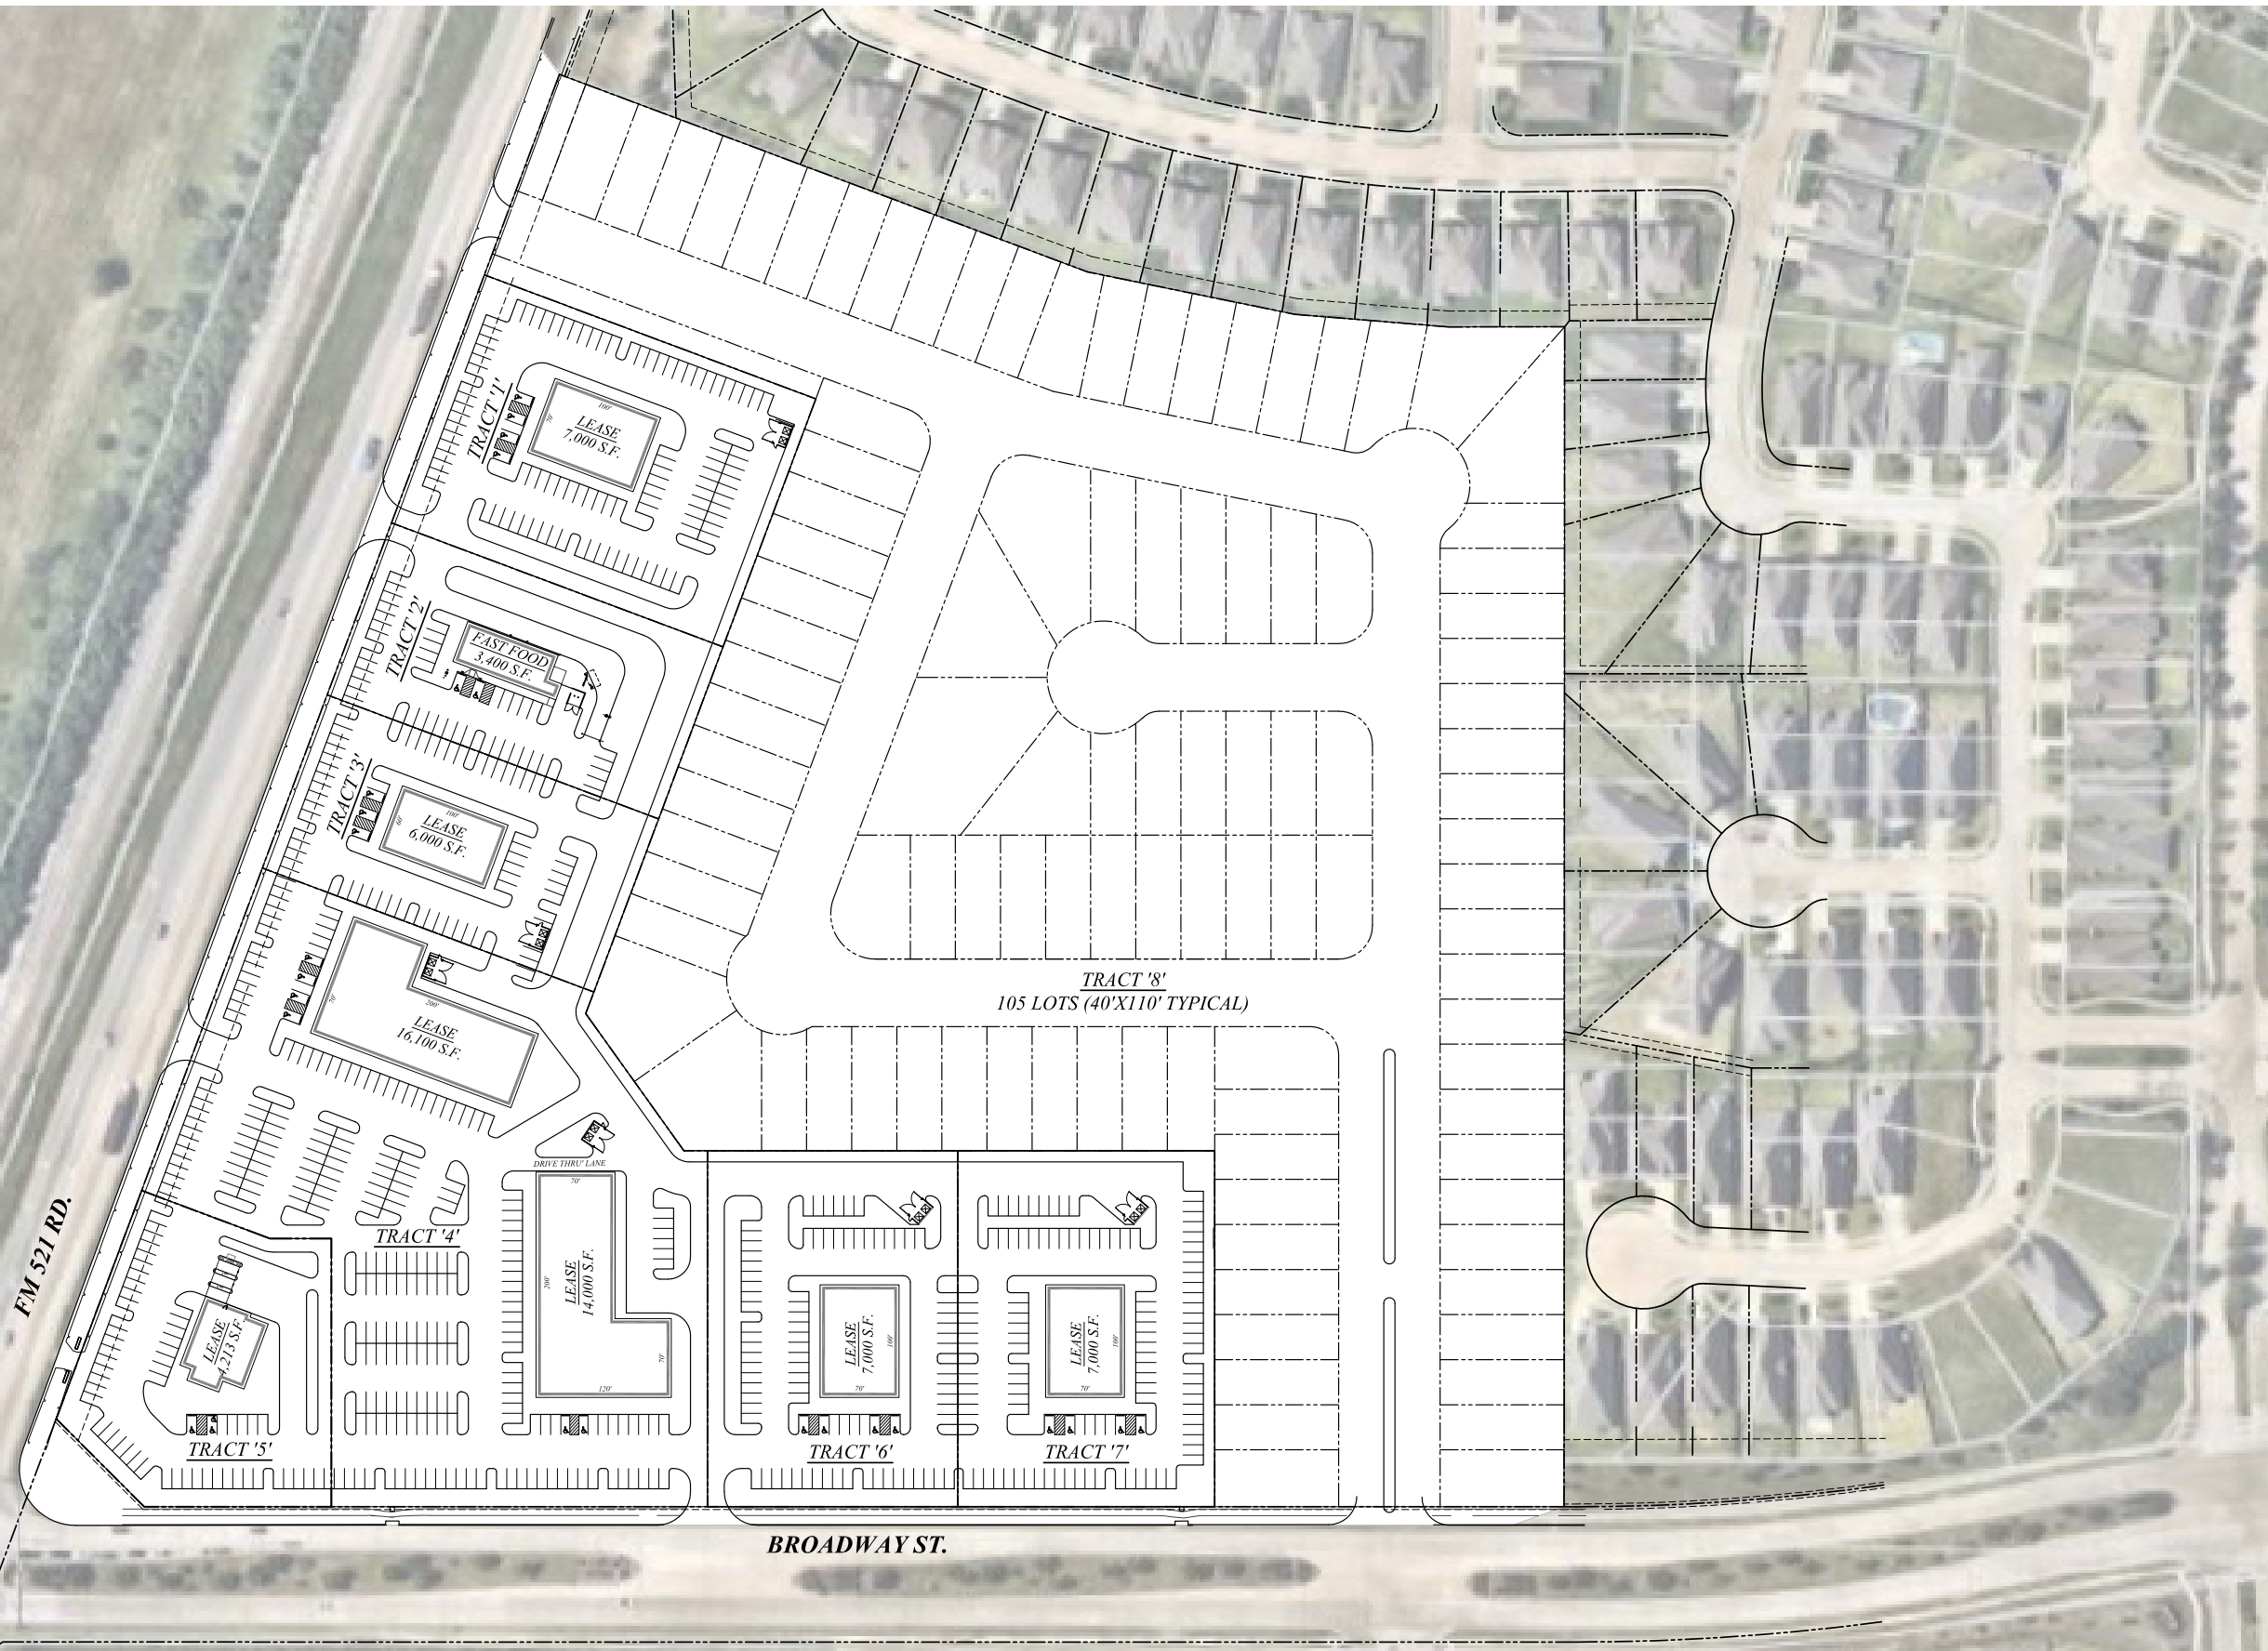 TRACT '1'
100'
70'
LEASE
7,000 S.F.
TRACT '2'
FAST FOOD
3,400 S.F.
TRACT '3'
100'
60'
LEASE
6,000 S.F.
70'
200'
LEASE
16,100 S.F.
TRACT '8'
105 LOTS (40'X110' TYPICAL)
DRIVE THRU' LANE
70'
200'
LEASE
14,000 S.F.
70'
120'
TRACT '4'
FM 521 RD.
LEASE
4,213 S.F.
TRACT '5'
LEASE
7,000 S.F.
100'
70'
TRACT '6'
LEASE
7,000 S.F.
100'
70'
TRACT '7'
BROADWAY ST.